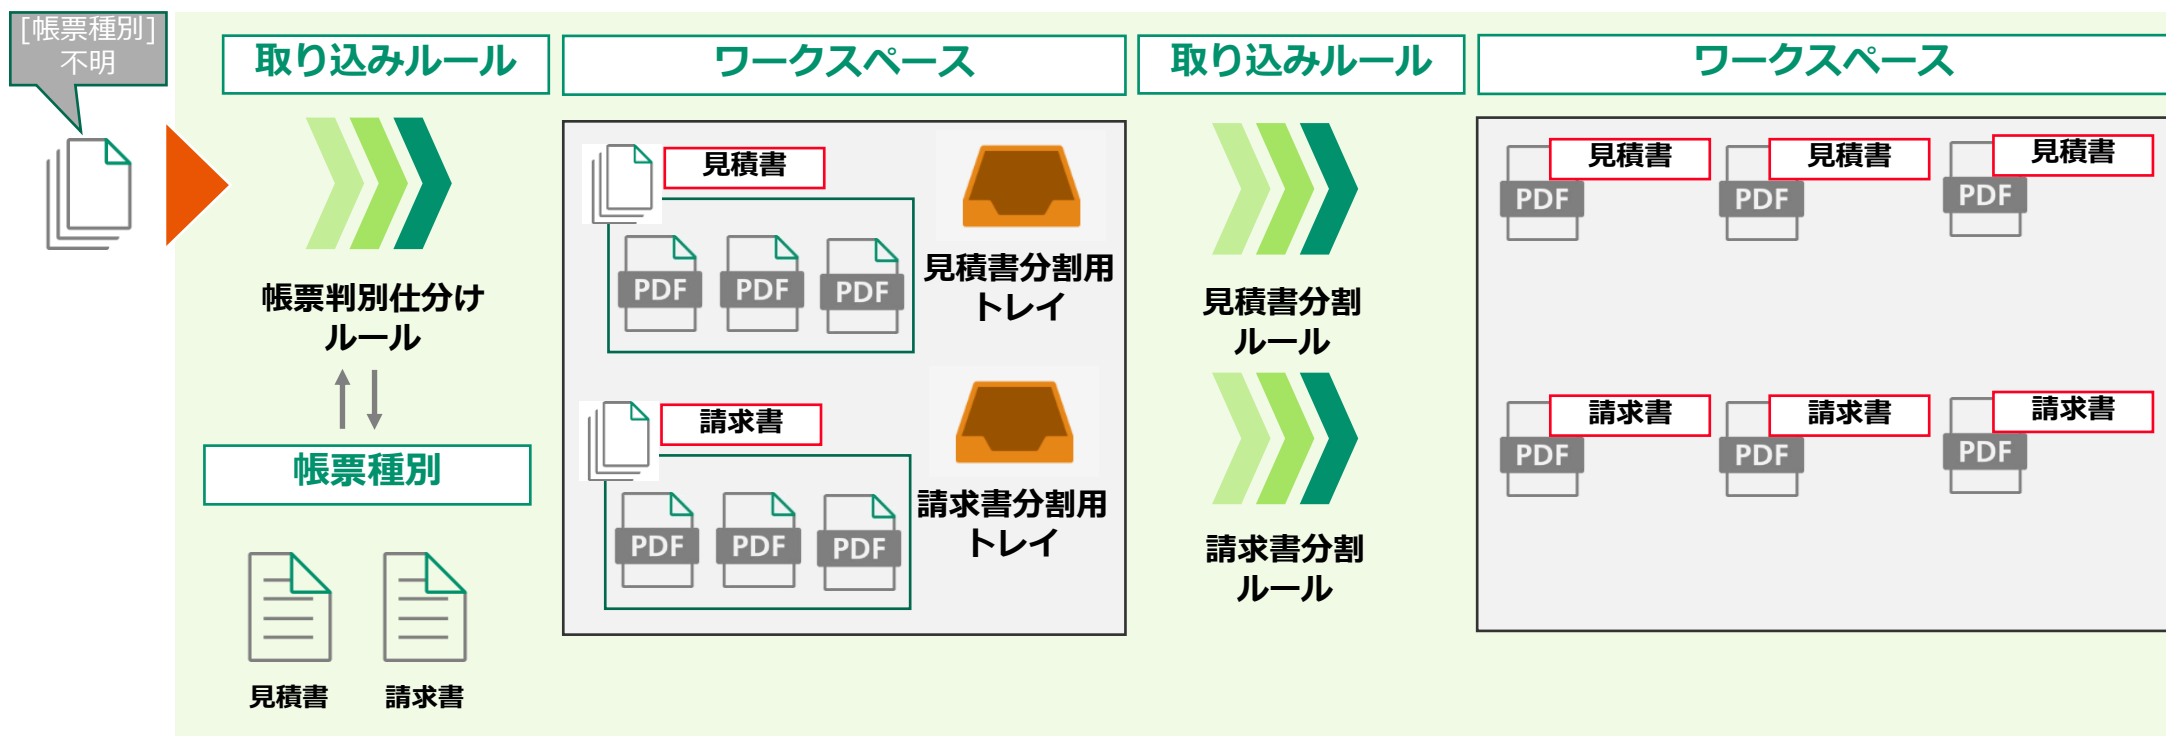 [帳票種別]
不明
取り込みルール
ワークスペース
取り込みルール
ワークスペース
帳票判別仕分け
ルール
帳票種別
見積書
請求書
見積書
PDF
PDF
PDF
見積書分割用
トレイ
請求書
PDF
PDF
PDF
請求書分割用
トレイ
見積書分割
ルール
請求書分割
ルール
見積書
見積書
見積書
PDF
PDF
PDF
請求書
請求書
請求書
PDF
PDF
PDF